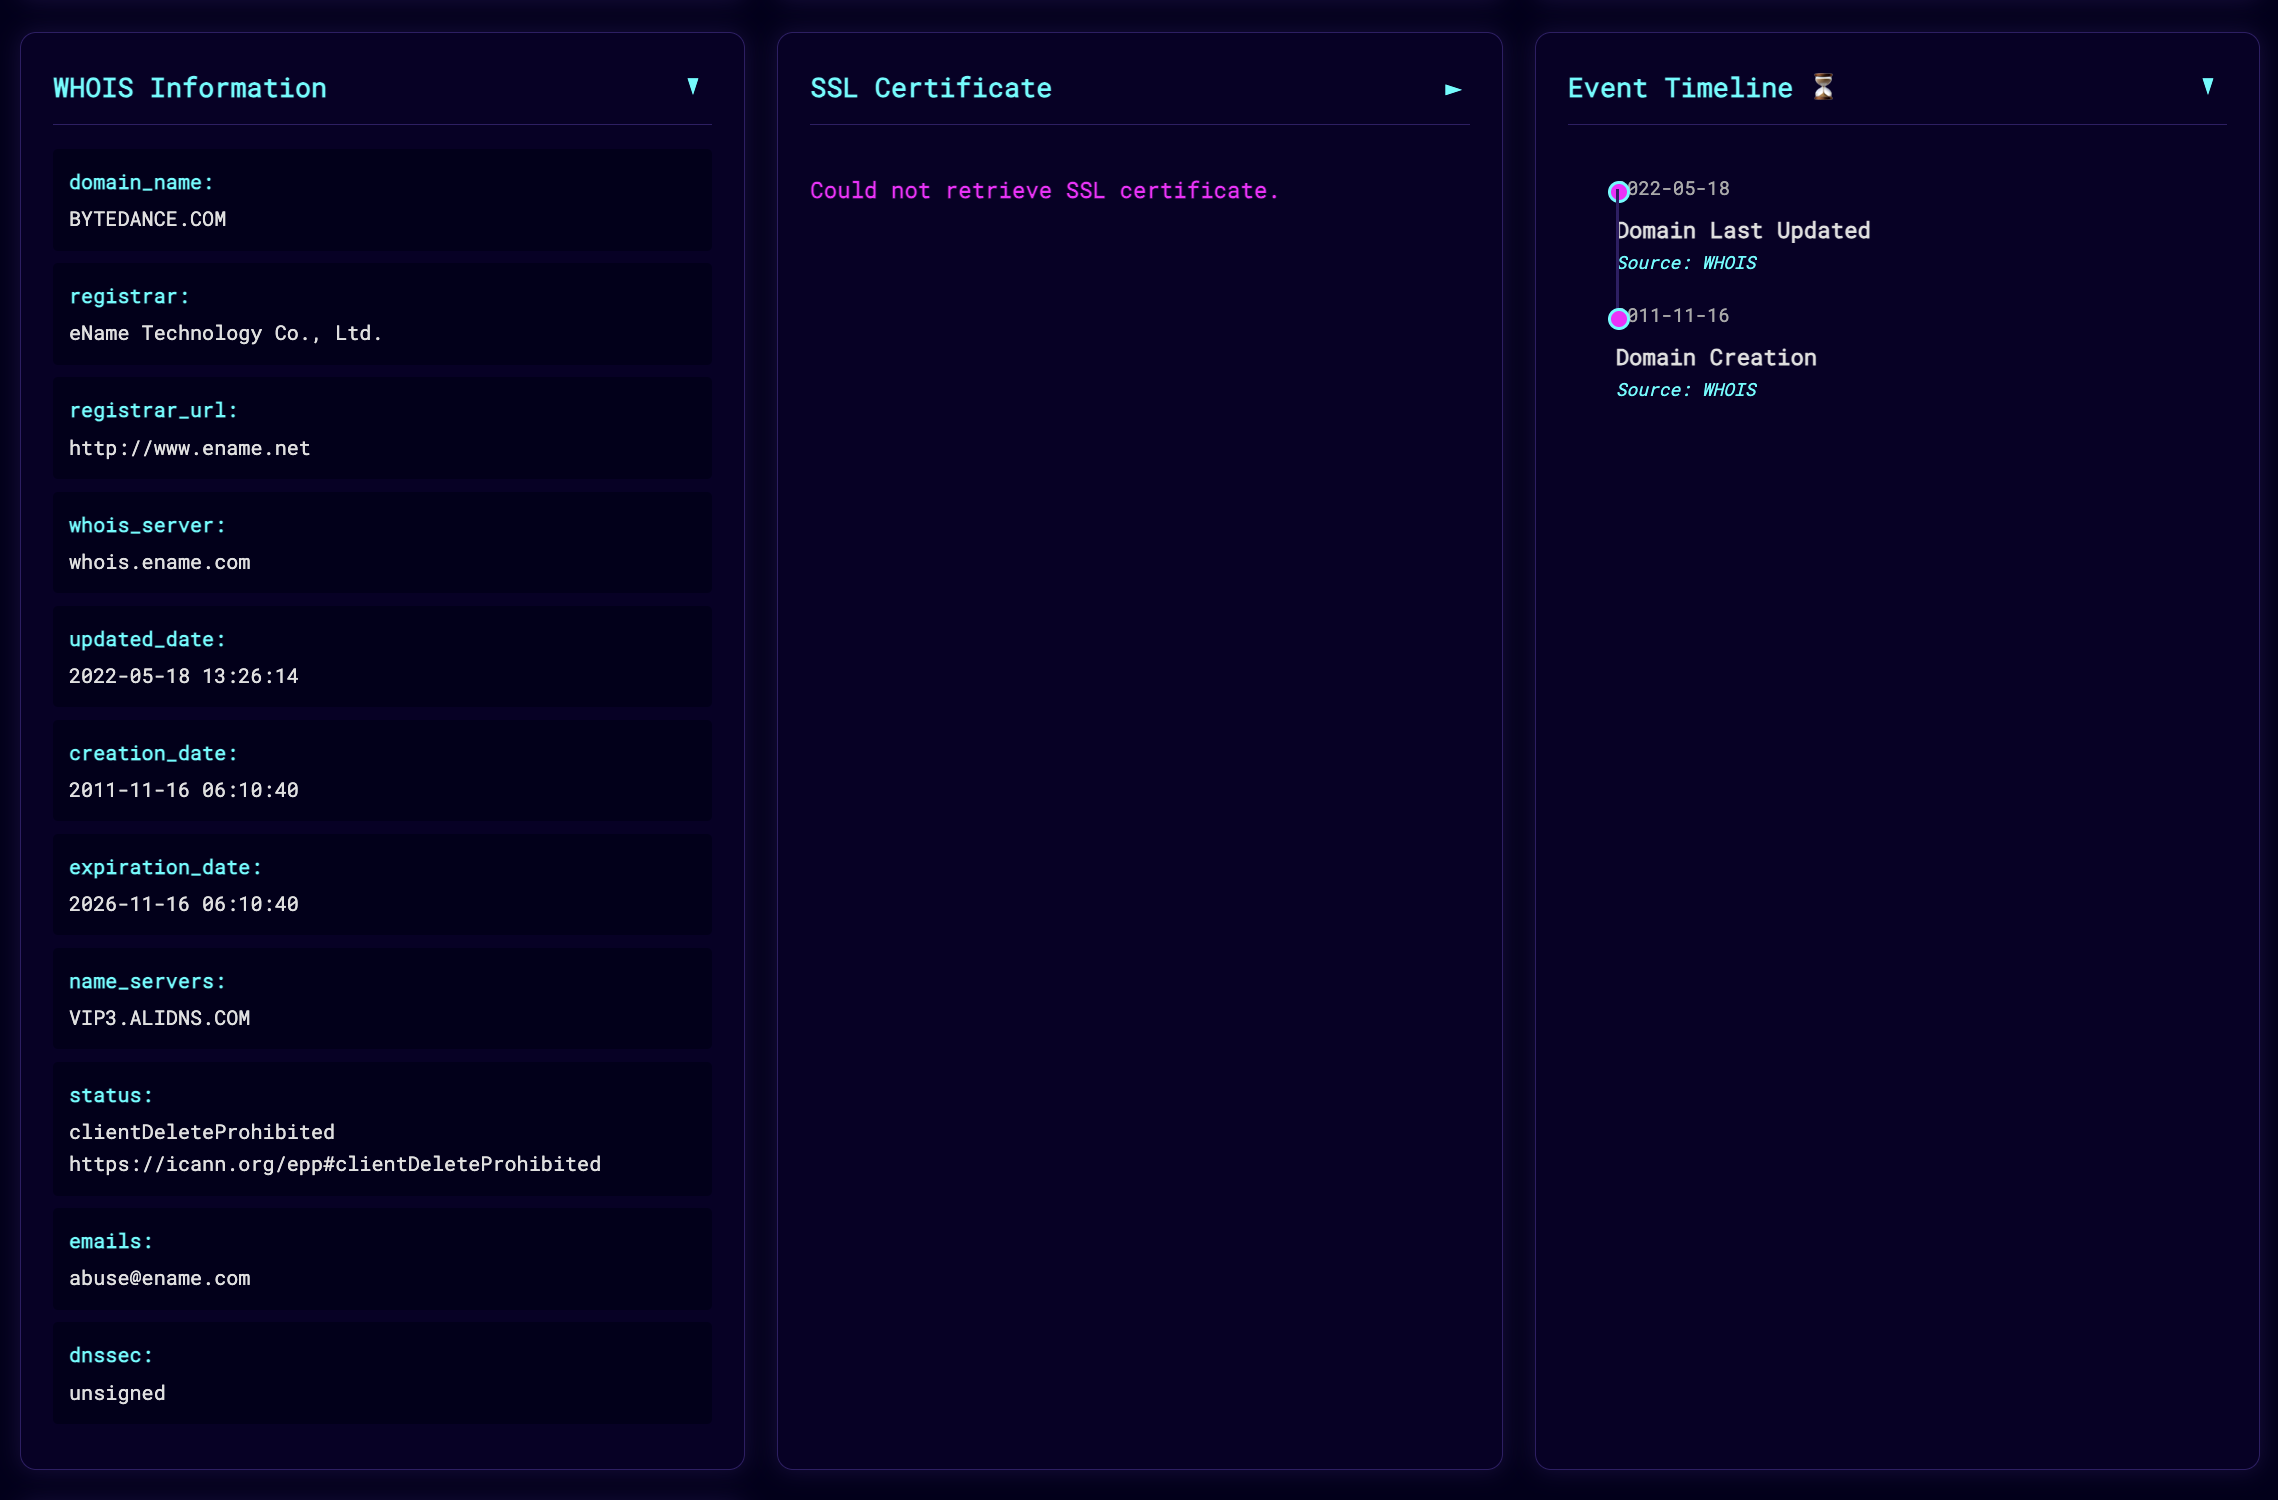 WHOIS Information
domain_name:
BYTEDANCE.COM
registrar:
eName Technology Co., Ltd.
registrar_url:
http://www.ename.net
whois_server:
whois.ename.com
updated_date:
2022-05-18 13:26:14
creation_date:
2011-11-16 06:10:40
expiration_date:
2026-11-16 06:10:40
name_servers:
VIP3.ALIDNS.COM
status:
clientDeleteProhibited
https://icann.org/epp#clientDeleteProhibited
emails:
abuse@ename.com
dnssec:
unsigned
SSL Certificate
Could not retrieve SSL certificate.
Event Timeline ⏳
022-05-18
Domain Last Updated
Source: WHOIS
011-11-16
Domain Creation
Source: WHOIS